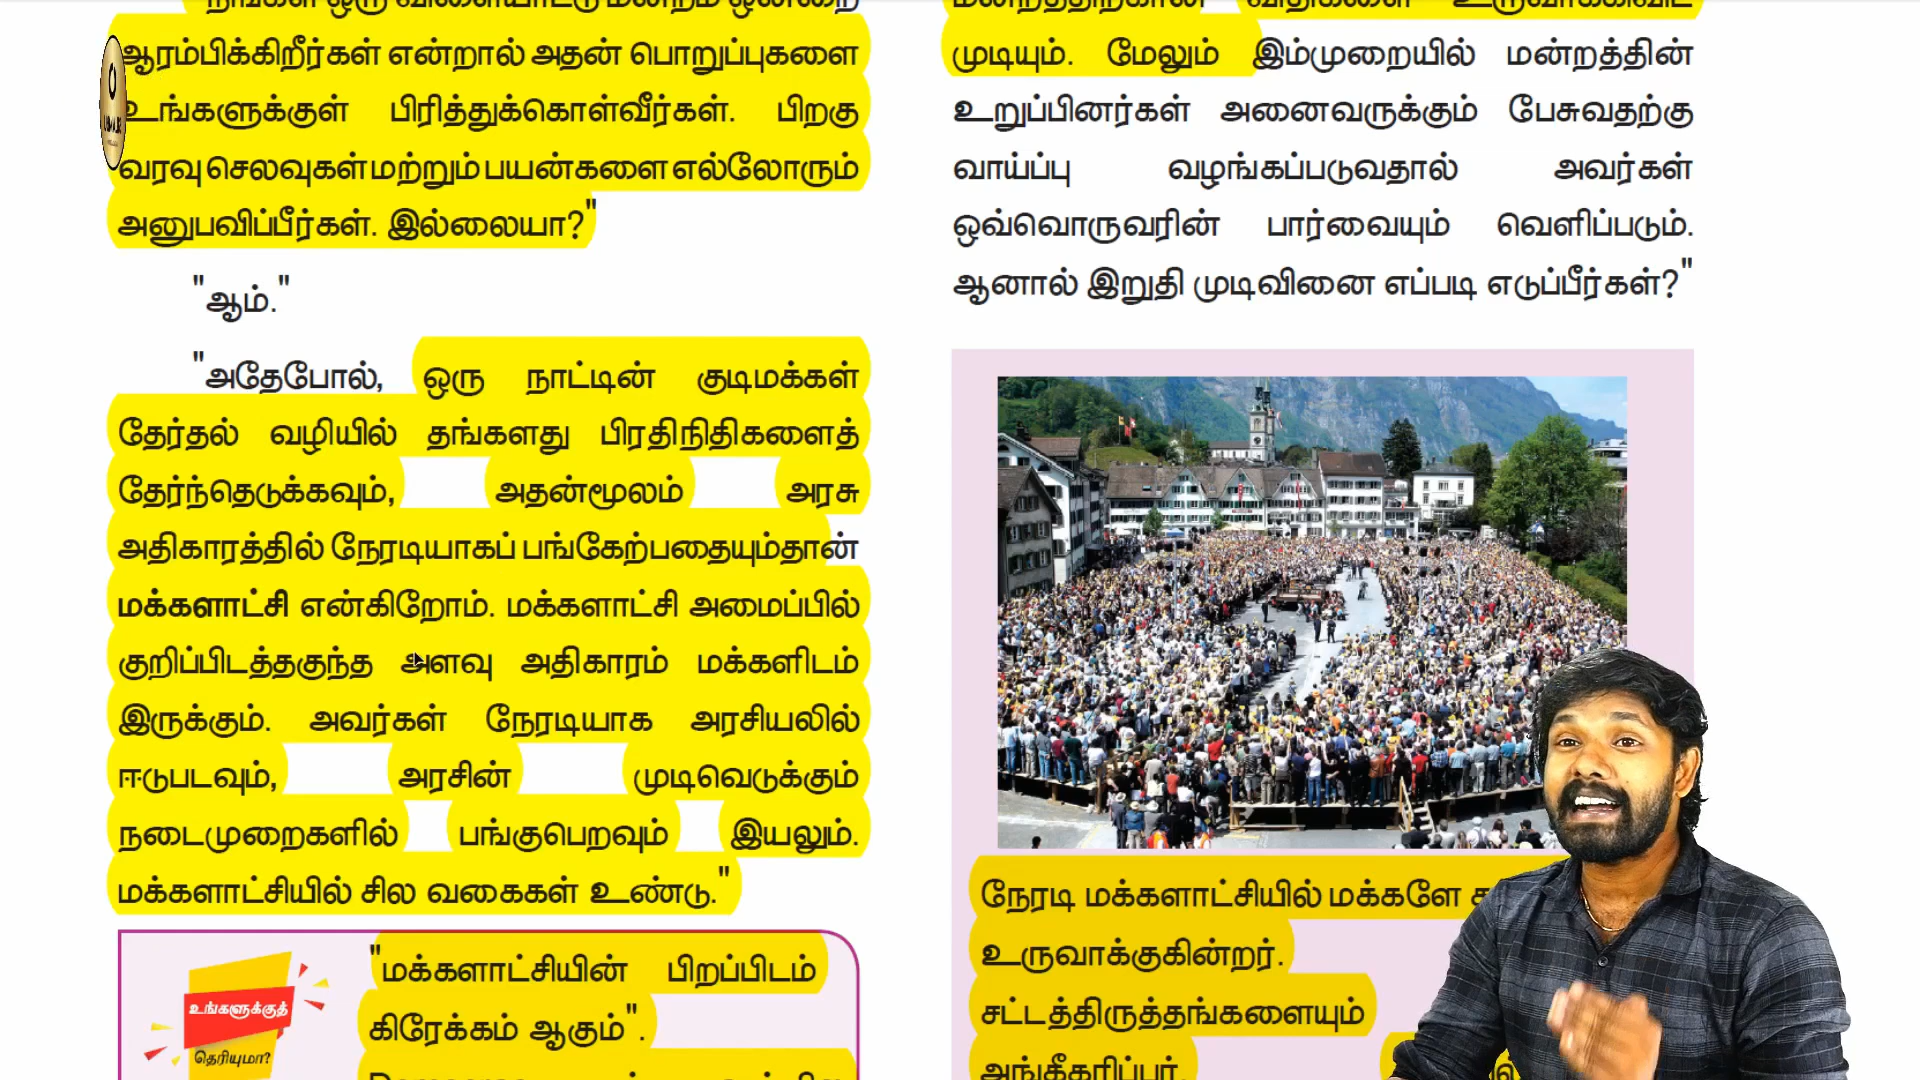 ஆரம்பிக்கிறீர்கள் என்றால் அதன் பொறுப்புகளை
உங்களுக்குள் பிரித்துக்கொள்வீர்கள். பிறகு
வரவு செலவுகள் மற்றும் பயன்களை எல்லோரும்
அனுபவிப்பீர்கள். இல்லையா?"
"ஆம்."
"அதேபோல், ஒரு நாட்டின் குடிமக்கள்
தேர்தல் வழியில் தங்களது பிரதிநிதிகளைத்
தேர்ந்தெடுக்கவும், அதன்மூலம் அரசு
அதிகாரத்தில் நேரடியாகப் பங்கேற்பதையும்தான்
மக்களாட்சி என்கிறோம். மக்களாட்சி அமைப்பில்
குறிப்பிடத்தகுந்த அளவு அதிகாரம் மக்களிடம்
இருக்கும். அவர்கள் நேரடியாக அரசியலில்
ஈடுபடவும், அரசின் முடிவெடுக்கும்
நடைமுறைகளில் பங்குபெறவும் இயலும்.
மக்களாட்சியில் சில வகைகள் உண்டு."
உங்களுக்குத்
தெரியுமா?
"மக்களாட்சியின் பிறப்பிடம்
கிரேக்கம் ஆகும்".
முடியும். மேலும் இம்முறையில் மன்றத்தின்
உறுப்பினர்கள் அனைவருக்கும் பேசுவதற்கு
வாய்ப்பு வழங்கப்படுவதால் அவர்கள்
ஒவ்வொருவரின் பார்வையும் வெளிப்படும்.
ஆனால் இறுதி முடிவினை எப்படி எடுப்பீர்கள்?"
நேரடி மக்களாட்சியில் மக்களே
உருவாக்குகின்றர்.
சட்டத்திருத்தங்களையும்
அங்கீகரிப்பர்.